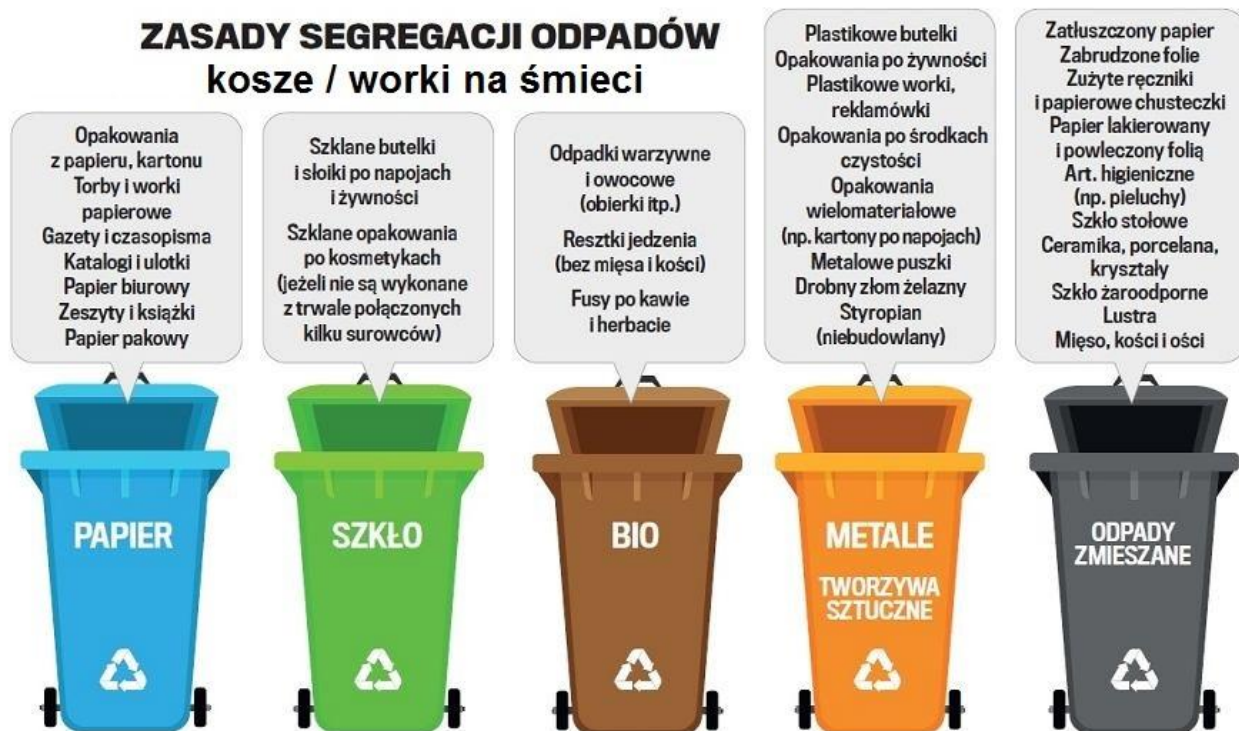 ZASADY SEGREGACJI ODPADÓW
kosze / worki na śmieci
Opakowania
z papieru, kartonu
Torby i worki
papierowe
Gazety i czasopisma
Katalogi i ulotki
Papier biurowy
Zeszyty i książki
Papier pakowy
Szklane butelki
i słoiki po napojach
i żywności
Szklane opakowania
po kosmetykach
(jeżeli nie są wykonane
z trwale połączonych
kilku surowców)
Odpadki warzywne
i owocowe
(obierki itp.)
Resztki jedzenia
(bez mięsa i kości)
Fusy po kawie
i herbacie
Plastikowe butelki
Opakowania po żywności
Plastikowe worki,
reklamówki
Opakowania po środkach
czystości
Opakowania
wielomateriałowe
(np. kartony po napojach)
Metalowe puszki
Drobny złom żelazny
Styropian
(niebudowlany)
Zatłuszczony papier
Zabrudzone folie
Zużyte ręczniki
i papierowe chusteczki
Papier lakierowany
i powleczony folią
Art. higieniczne
(np. pieluchy)
Szkło stołowe
Ceramika, porcelana,
kryształy
Szkło żaroodporne
Lustra
Mięso, kości i ości
PAPIER
SZKŁO
BIO
METALE
TWORZYWA
SZTUCZNE
ODPADY
ZMIESZANE